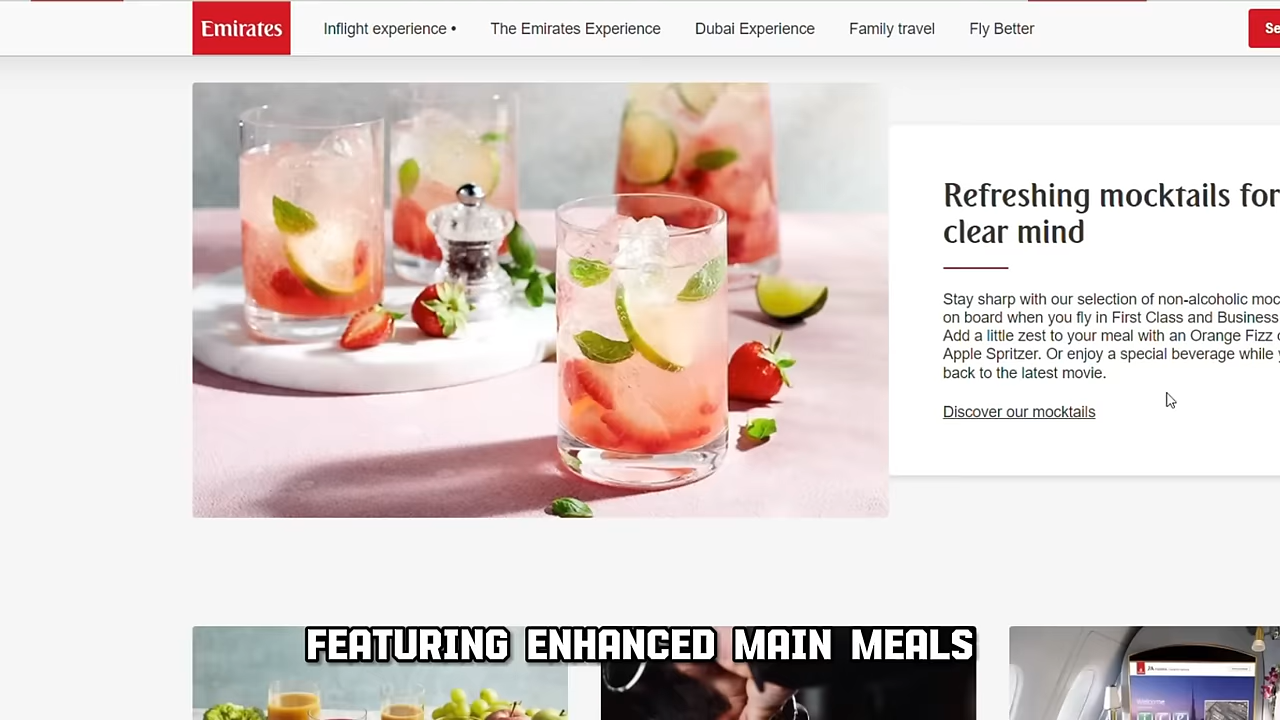 Emirates
Inflight experience •
The Emirates Experience
Dubai Experience
Family travel
Fly Better
Refreshing mocktails for
clear mind
Stay sharp with our selection of non-alcoholic
on board when you fly in First Class and Business
Add a little zest to your meal with an Orange Fizz
Apple Spritzer. Or enjoy a special beverage while
back to the latest movie.
Discover our mocktails
FEATURING ENHANCED MAIN MEALS